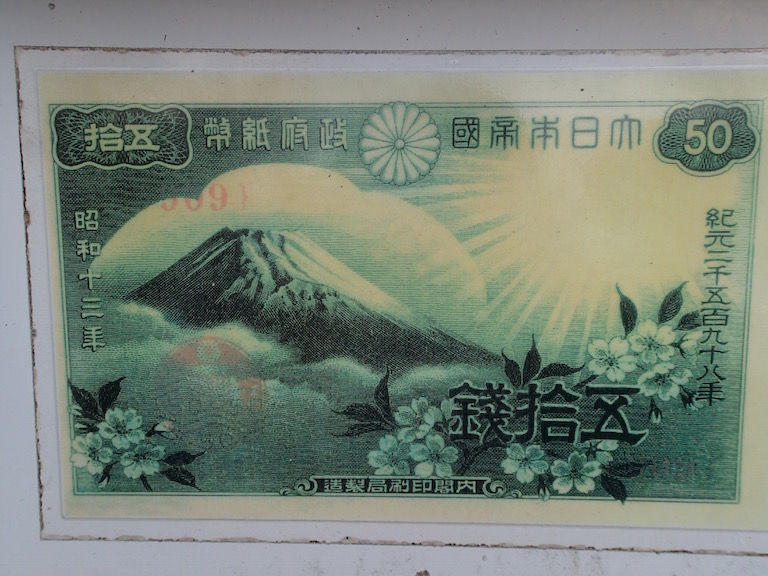 50
大日本帝國
政府紙幣
五拾
紀元二千五百九十八年
昭和十三年
五拾錢
内閣印刷局製造